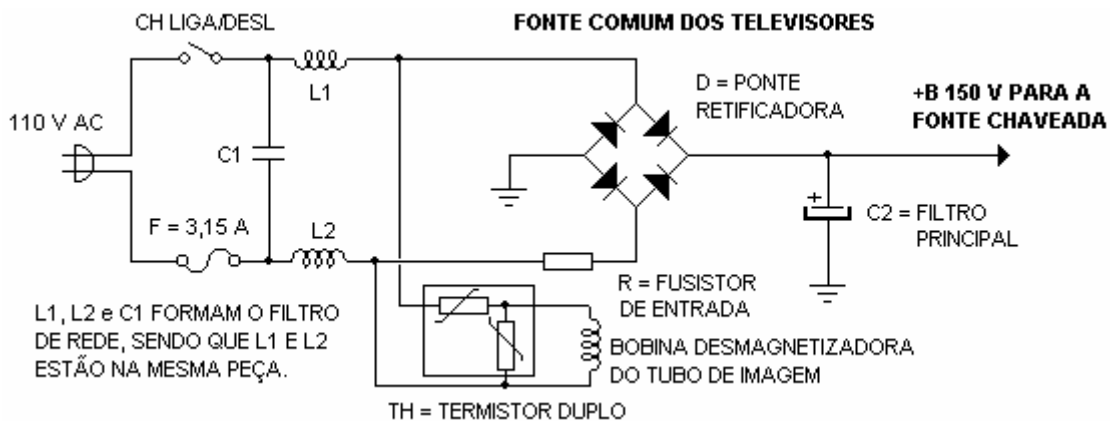 CH LIGA/DESL
FONTE COMUM DOS TELEVISORES
L1
D = PONTE
RETIFICADORA
+B 150 V PARA A
FONTE CHAVEADA
110 V AC
C1
F = 3,15 A
L2
+
C2 = FILTRO
PRINCIPAL
R = FUSISTOR
DE ENTRADA
L1, L2 e C1 FORMAM O FILTRO
DE REDE, SENDO QUE L1 E L2
ESTÃO NA MESMA PEÇA.
BOBINA DESMAGNETIZADORA
DO TUBO DE IMAGEM
TH = TERMISTOR DUPLO